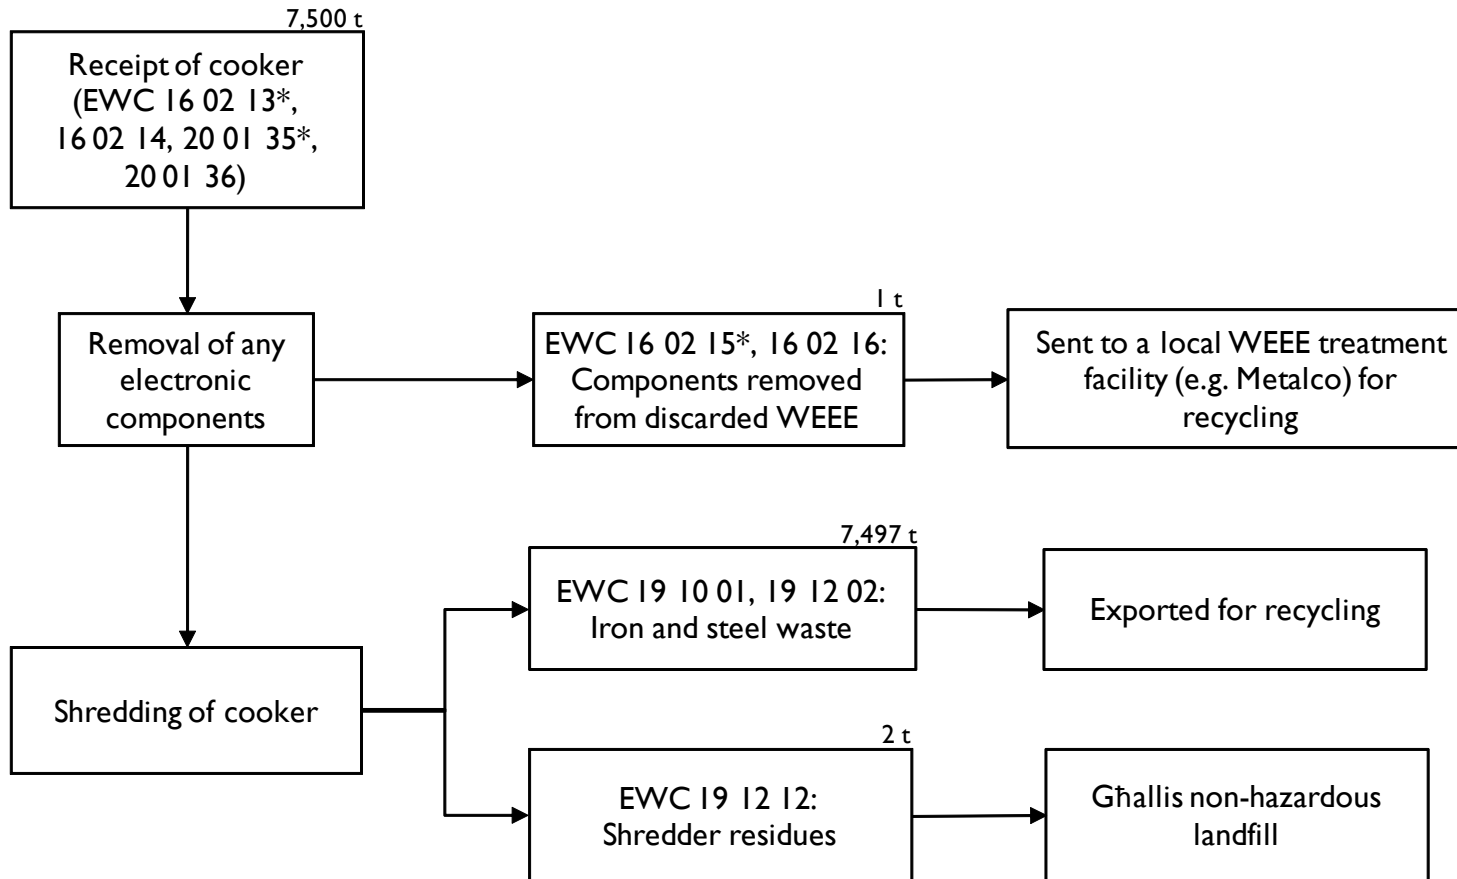 7,500 t
Receipt of cooker
(EWC 16 02 13*,
16 02 14, 20 01 35*,
20 01 36)
Removal of any
electronic
components
1 t
EWC 16 02 15*, 16 02 16:
Components removed
from discarded WEEE
Sent to a local WEEE treatment
facility (e.g. Metalco) for
recycling
Shredding of cooker
7,497 t
EWC 19 10 01, 19 12 02:
Iron and steel waste
Exported for recycling
2 t
EWC 19 12 12:
Shredder residues
Għallis non-hazardous
landfill